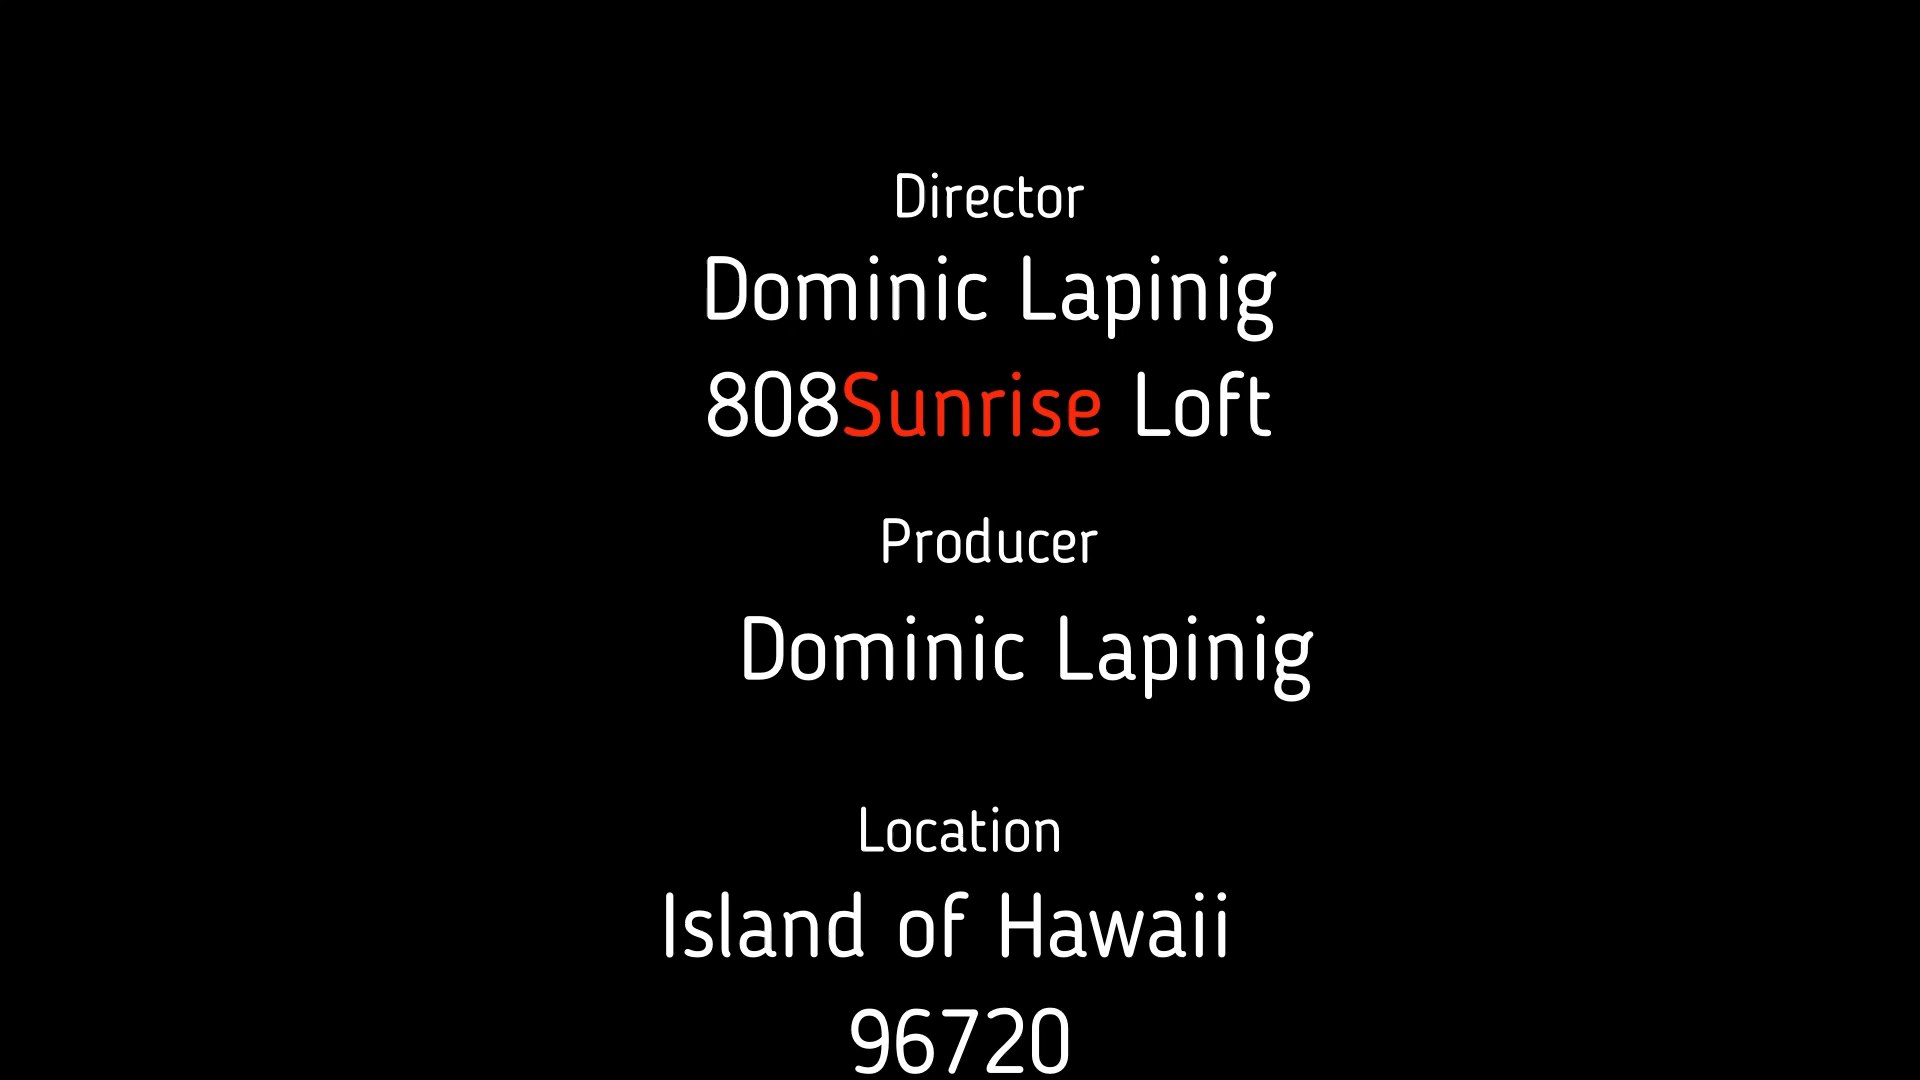 Director
Dominic Lapinig
808Sunrise Loft
Producer
Dominic Lapinig
Location
Island of Hawaii
96720